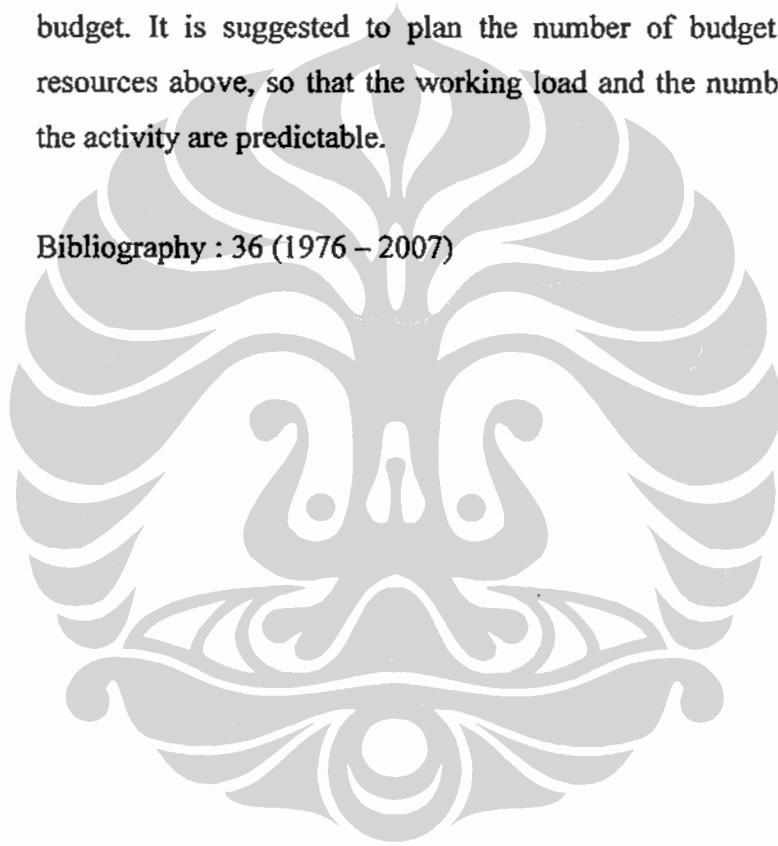 budget. It is suggested to plan the number of budget
resources above, so that the working load and the numb
the activity are predictable.
Bibliography : 36 (1976 – 2007)